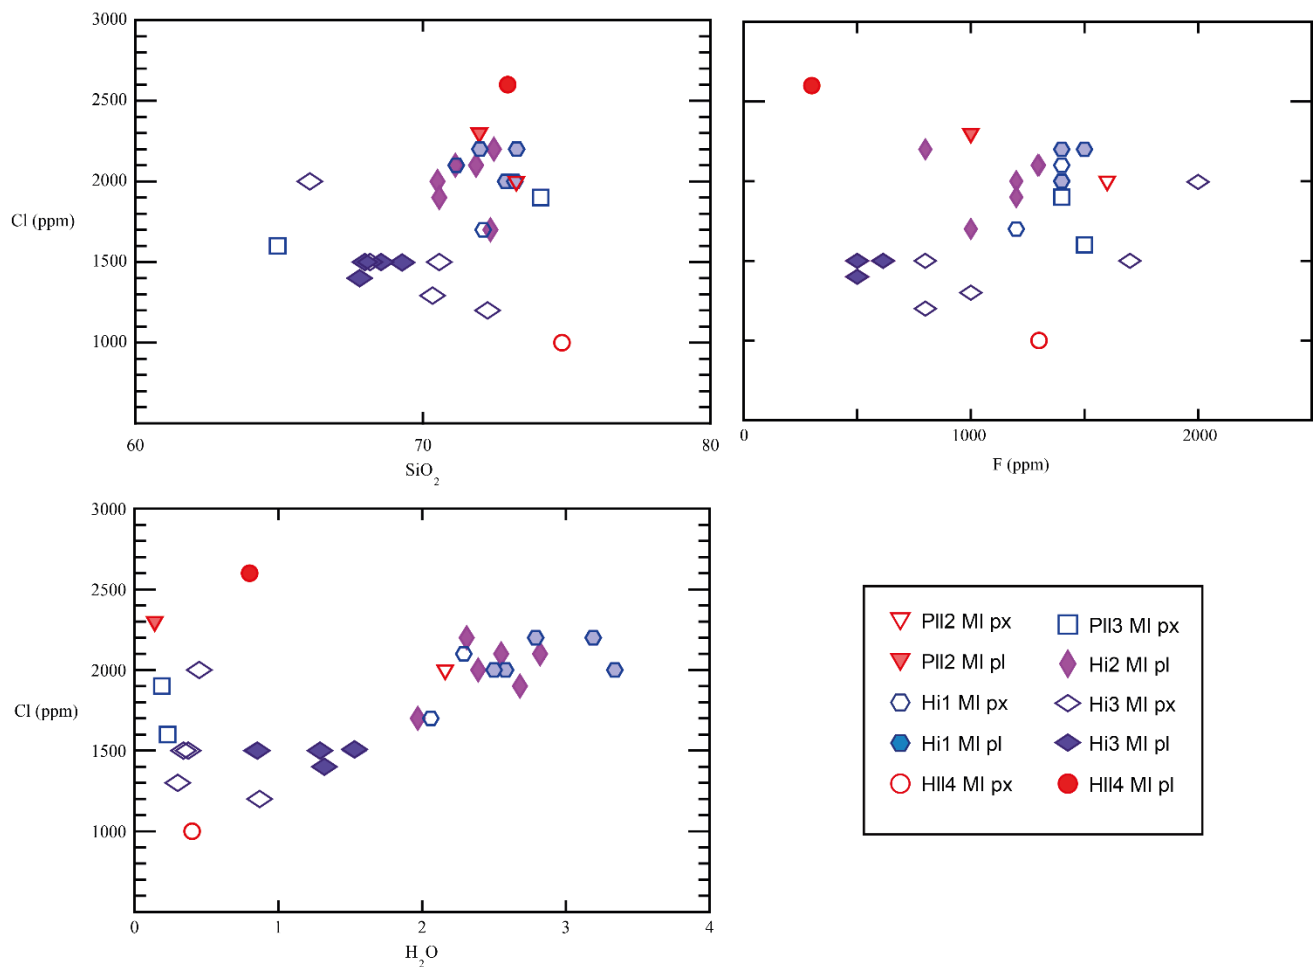 3000
2500
2000
Cl (ppm)
1500
1000
60
70
80
SiO2
0
1000
2000
F (ppm)
3000
2500
2000
Cl (ppm)
1500
1000
0
1
2
3
4
H2O
PII2 MI px
PII3 MI px
PII2 MI pl
Hi2 MI pl
Hi1 MI px
Hi3 MI px
Hi1 MI pl
Hi3 MI pl
HII4 MI px
HII4 MI pl